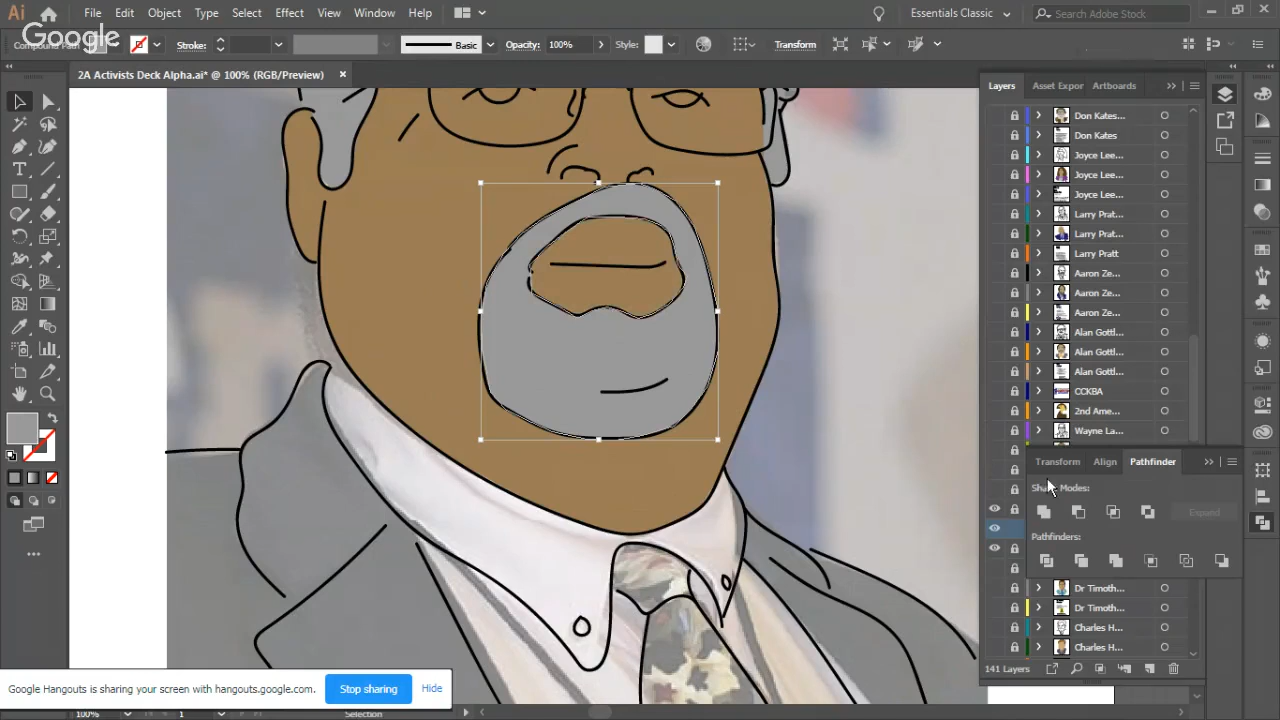 Ai File Edit Object Type Select Effect View Window Help Essentials Classic Search Adobe Stock
Google
Compound Path Stroke: Basic Opacity: 100% Style: Transform
2A Activists Deck Alpha.ai* @ 100% (RGB/Preview)
Layers Asset Expor Artboards
Don Kates...
Don Kates
Joyce Lee...
Joyce Lee...
Joyce Lee...
Larry Prat...
Larry Prat...
Larry Pratt
Aaron Ze...
Aaron Ze...
Aaron Ze...
Alan Gottl...
Alan Gottl...
Alan Gottl...
CCKBA
2nd Ame...
Wayne La...
Transform Align Pathfinder
Modes:
Expand
Pathfinders:
Dr Timoth...
Dr Timoth...
Charles H...
Charles H...
141 Layers
Google Hangouts is sharing your screen with hangouts.google.com. Stop sharing Hide
100% 1 Selection